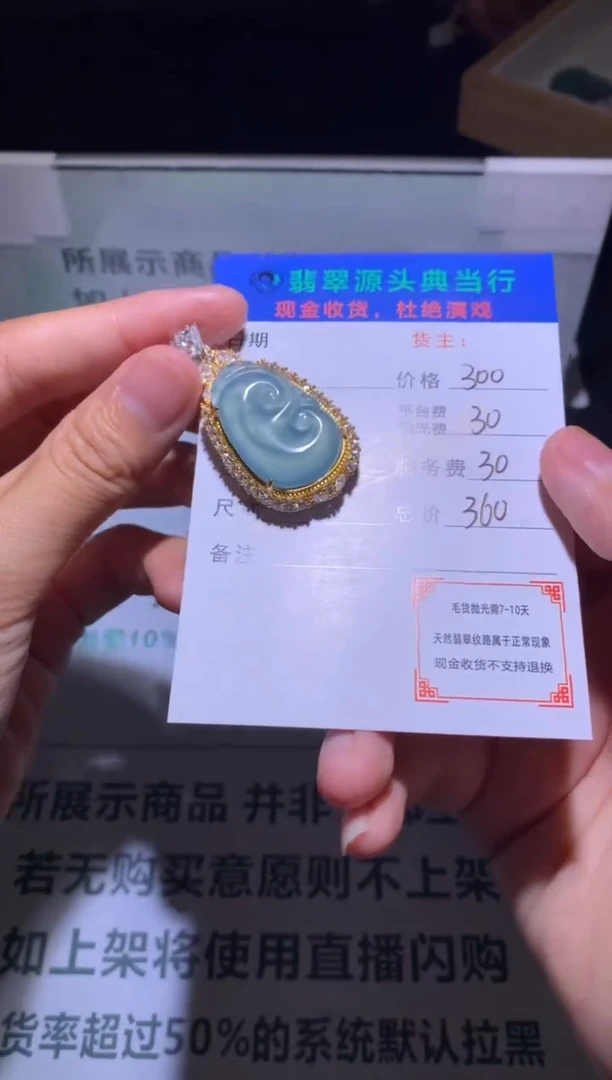 所展示商品
如
翡翠源头典当行
现金收货，杜绝演戏
日期
货主：
价格 300
平台费 30
光费
务费 30
尺
总价 360
备注
毛货抛光需7-10天
天然翡翠纹路属于正常现象
现金收货不支持退换
10%
所展示商品 并非
若无购买意愿则不上架
如上架将使用直播闪购
货率超过50%的系统默认拉黑